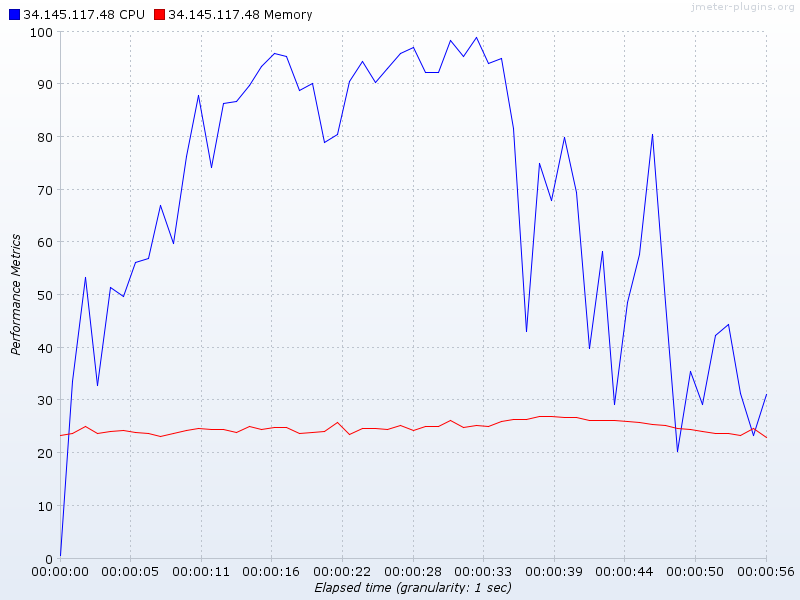 34.145.117.48 CPU 34.145.117.48 Memory
jmeter-plugins.org
100
90
80
70
60
50
40
30
20
10
0
Performance Metrics
00:00:00 00:00:05 00:00:11 00:00:16 00:00:22 00:00:28 00:00:33 00:00:39 00:00:44 00:00:50 00:00:56
Elapsed time (granularity: 1 sec)